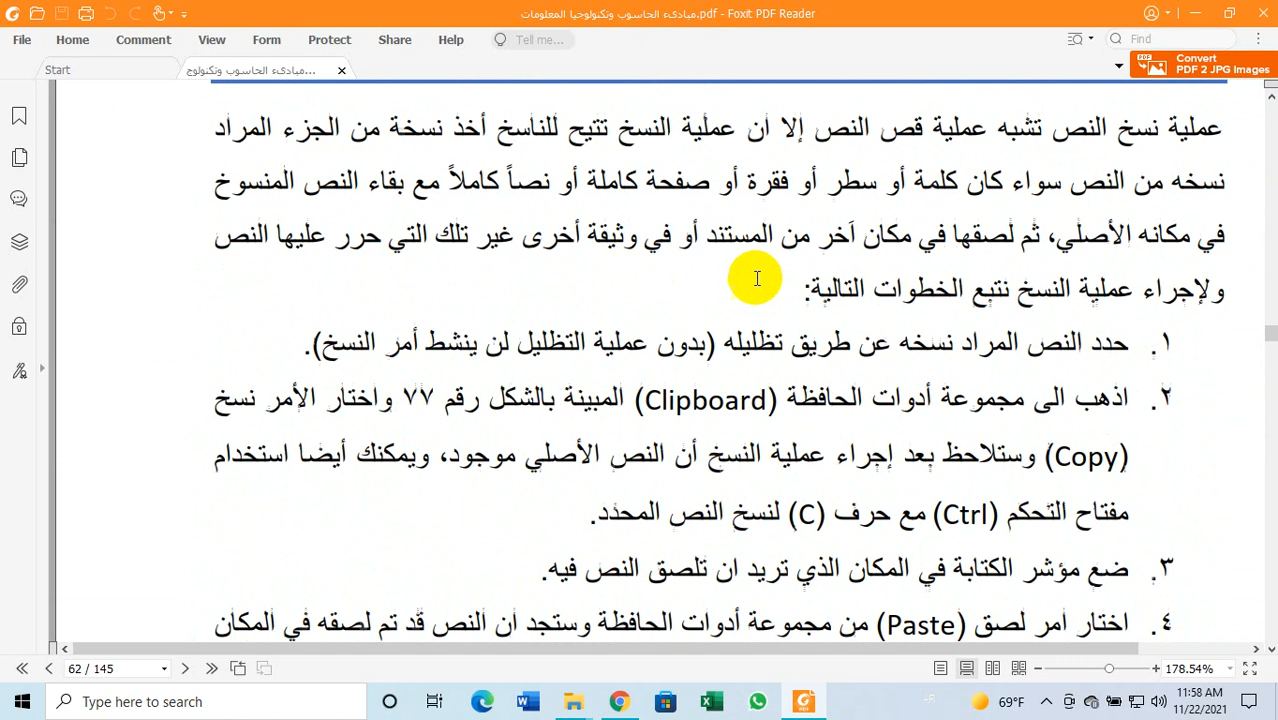 مبادىء الحاسوب وتكنولوجيا المعلومات.pdf - Foxit PDF Reader
File Home Comment View Form Protect Share Help Tell me... Find
Start
مبادىء الحاسوب وتكنولوج...
Convert
PDF 2 JPG Images
عملية نسخ النص تشبه عملية قص النص إلا أن عملية النسخ تتيح للناسخ أخذ نسخة من الجزء المراد
نسخه من النص سواء كان كلمة أو سطر أو فقرة أو صفحة كاملة أو نصاً كاملاً مع بقاء النص المنسوخ
في مكانه الأصلي، ثم لصقها في مكان آخر من المستند أو في وثيقة أخرى غير تلك التي حرر عليها النص
ولإجراء عملية النسخ نتبع الخطوات التالية:
١. حدد النص المراد نسخه عن طريق تظليله (بدون عملية التظليل لن ينشط أمر النسخ).
٢. اذهب الى مجموعة أدوات الحافظة (Clipboard) المبينة بالشكل رقم ٧٧ واختار الأمر نسخ
(Copy) وستلاحظ بعد إجراء عملية النسخ أن النص الأصلي موجود، ويمكنك أيضا استخدام
مفتاح التحكم (Ctrl) مع حرف (C) لنسخ النص المحدد.
٣. ضع مؤشر الكتابة في المكان الذي تريد ان تلصق النص فيه.
٤. اختار امر لصق (Paste) من مجموعة أدوات الحافظة وستجد ان النص قد تم لصقه في المكان
62 / 145
178.54%
Type here to search
69°F
11:58 AM
11/22/2021